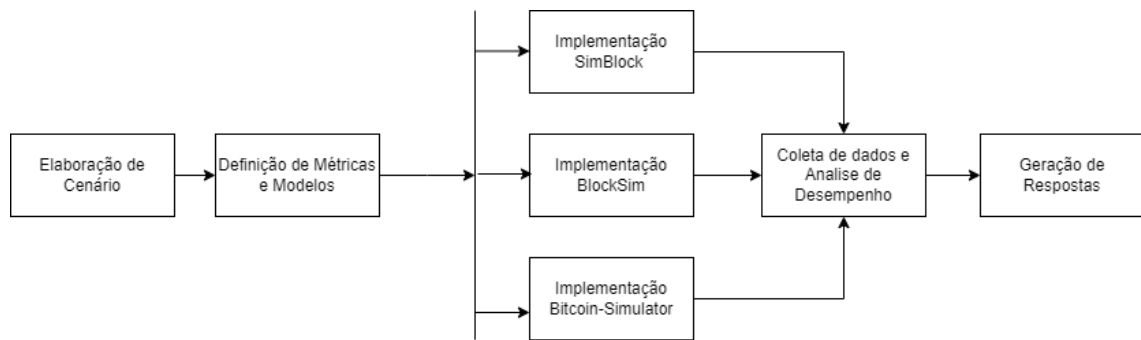 Elaboração de
Cenário
Definição de Métricas
e Modelos
Implementação
SimBlock
Implementação
BlockSim
Implementação
Bitcoin-Simulator
Coleta de dados e
Analise de
Desempenho
Geração de
Respostas